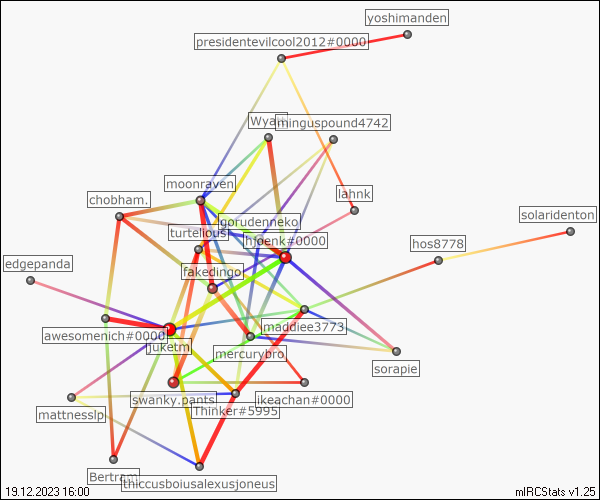 yoshimanden
presidentevilcool2012#0000
minguspound4742
moonraven
chobham.
lahnk
solaridenton
gorudenneko
turtellous
hjoenk#0000
hos8778
edgepanda
fakedingo
maddiee3773
awesomenich#0000
juketm
mercurybro
sorapie
swanky.pants
ikeachan#0000
Thinker#5995
mattnesslp
Bertram
thiccusboiusalexusjoneus
19.12.2023 16:00
mIRCStats v1.25